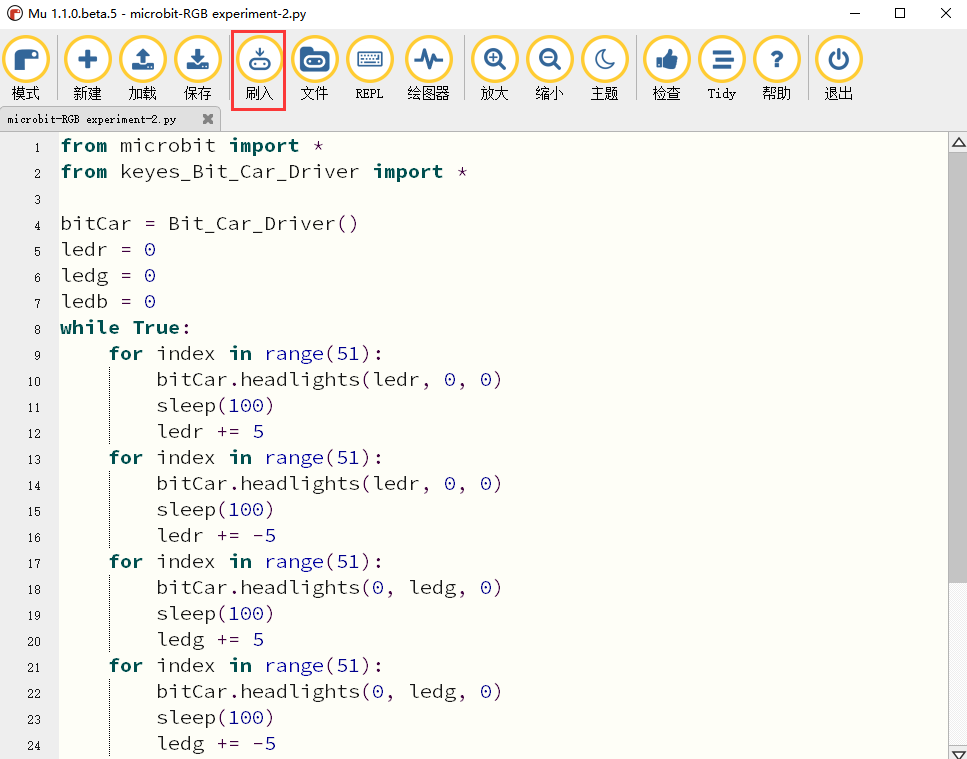 Mu 1.1.0.beta.5 - microbit-RGB experiment-2.py
模式 新建 加载 保存 刷入 文件 REPL 绘图器 放大 缩小 主题 检查 Tidy 帮助 退出
microbit-RGB experiment-2.py
1 from microbit import *
2 from keyes_Bit_Car_Driver import *
3
4 bitCar = Bit_Car_Driver()
5 ledr = 0
6 ledg = 0
7 ledb = 0
8 while True:
9     for index in range(51):
10         bitCar.headlights(ledr, 0, 0)
11         sleep(100)
12         ledr += 5
13     for index in range(51):
14         bitCar.headlights(ledr, 0, 0)
15         sleep(100)
16         ledr += -5
17     for index in range(51):
18         bitCar.headlights(0, ledg, 0)
19         sleep(100)
20         ledg += 5
21     for index in range(51):
22         bitCar.headlights(0, ledg, 0)
23         sleep(100)
24         ledg += -5